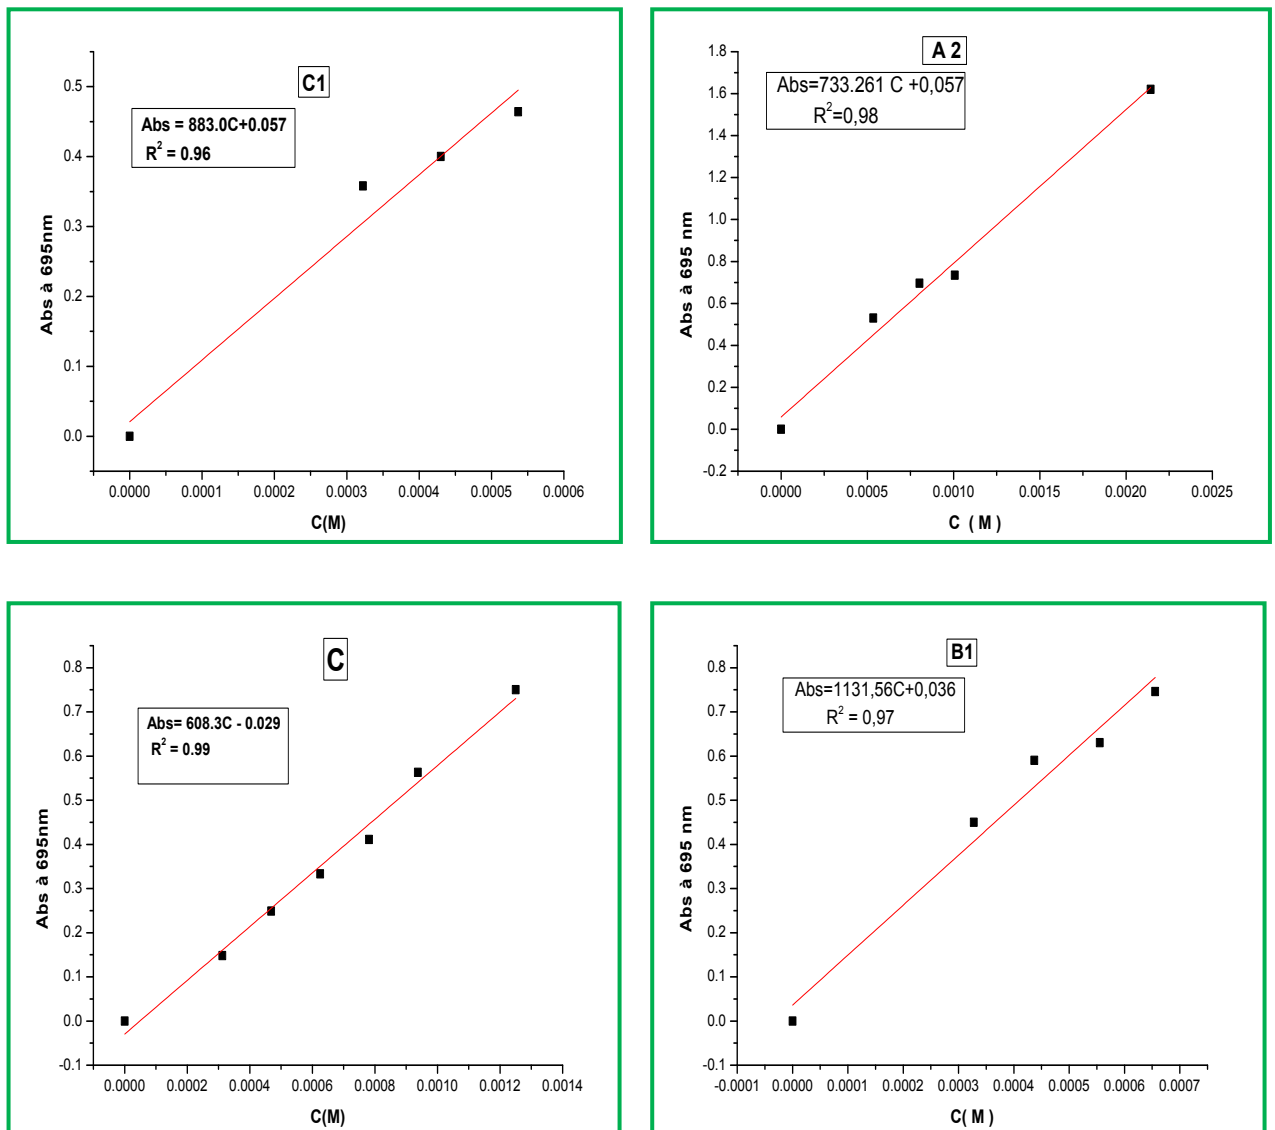 C1
Abs = 883.0C+0.057
R2 = 0.96
0.5
0.4
0.3
0.2
0.1
0.0
Abs à 695nm
0.0000 0.0001 0.0002 0.0003 0.0004 0.0005 0.0006
C(M)
A 2
Abs=733.261 C +0,057
R2=0,98
1.8
1.6
1.4
1.2
1.0
0.8
0.6
0.4
0.2
0.0
-0.2
Abs à 695 nm
0.0000 0.0005 0.0010 0.0015 0.0020 0.0025
C ( M )
C
Abs= 608.3C - 0.029
R2 = 0.99
0.8
0.7
0.6
0.5
0.4
0.3
0.2
0.1
0.0
-0.1
Abs à 695nm
0.0000 0.0002 0.0004 0.0006 0.0008 0.0010 0.0012 0.0014
C(M)
B1
Abs=1131,56C+0,036
R2 = 0,97
0.8
0.7
0.6
0.5
0.4
0.3
0.2
0.1
0.0
-0.1
Abs à 695 nm
-0.0001 0.0000 0.0001 0.0002 0.0003 0.0004 0.0005 0.0006 0.0007
C( M )